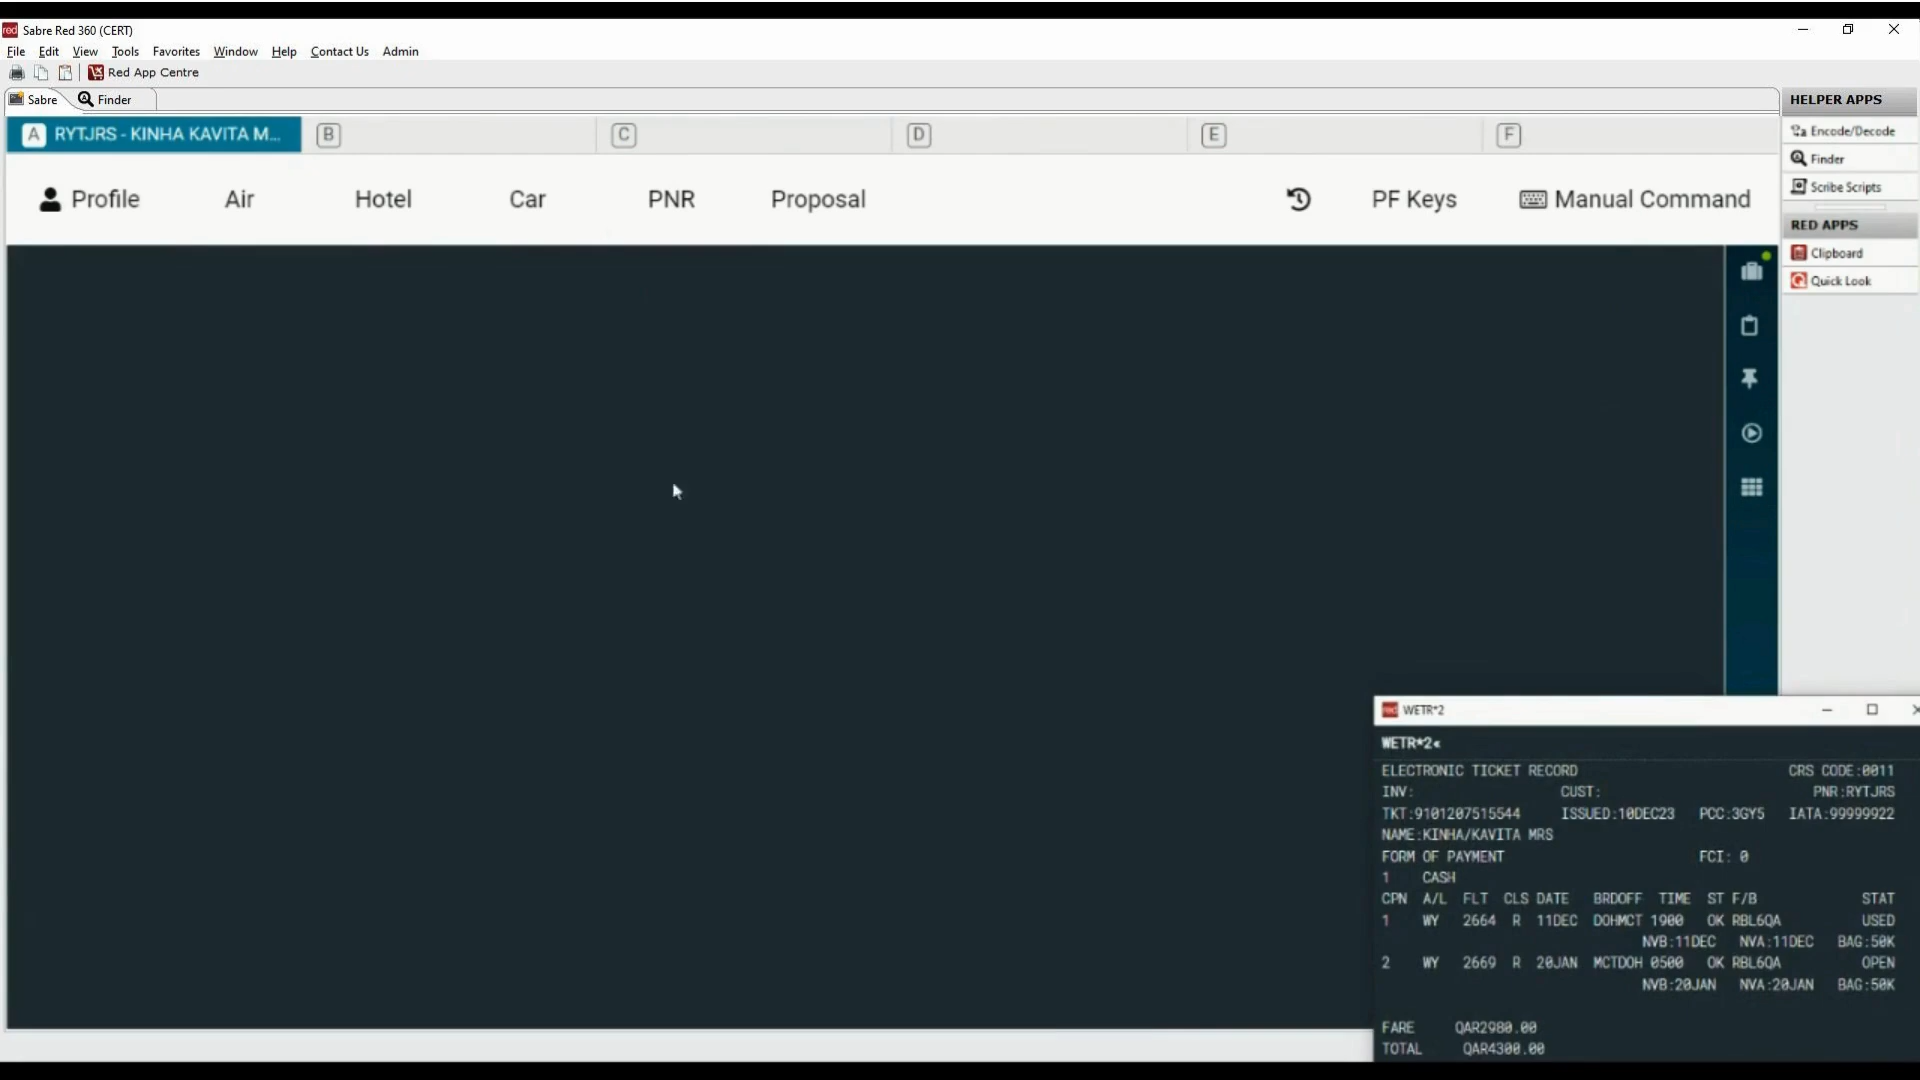 red Sabre Red 360 (CERT)
File Edit View Tools Favorites Window Help Contact Us Admin
Red App Centre
Sabre Finder
HELPER APPS
A RYTJRS - KINHA KAVITA M... B C D E F
Encode/Decode
Finder
Scribe Scripts
Profile Air Hotel Car PNR Proposal PF Keys Manual Command
RED APPS
Clipboard
Quick Look
red WETR*2
WETR*2«
ELECTRONIC TICKET RECORD CRS CODE:0011
INV: CUST: PNR:RYTJRS
TKT:9101207515544 ISSUED:10DEC23 PCC:3GY5 IATA:99999922
NAME:KINHA/KAVITA MRS
FORM OF PAYMENT FCI: 0
1 CASH
CPN A/L FLT CLS DATE BRDOFF TIME ST F/B STAT
1 WY 2664 R 11DEC DOHMCT 1900 OK RBL6QA USED
NVB:11DEC NVA:11DEC BAG:50K
2 WY 2669 R 20JAN MCTDOH 0500 OK RBL6QA OPEN
NVB:20JAN NVA:20JAN BAG:50K
FARE QAR2980.00
TOTAL QAR4300.00